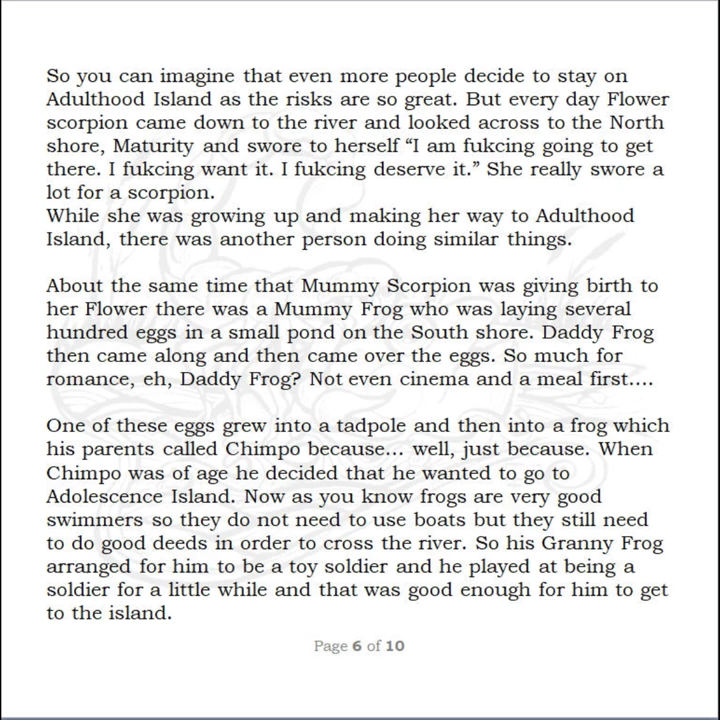 So you can imagine that even more people decide to stay on
Adulthood Island as the risks are so great. But every day Flower
scorpion came down to the river and looked across to the North
shore, Maturity and swore to herself “I am fukcing going to get
there. I fukcing want it. I fukcing deserve it.” She really swore a
lot for a scorpion.
While she was growing up and making her way to Adulthood
Island, there was another person doing similar things.
About the same time that Mummy Scorpion was giving birth to
her Flower there was a Mummy Frog who was laying several
hundred eggs in a small pond on the South shore. Daddy Frog
then came along and then came over the eggs. So much for
romance, eh, Daddy Frog? Not even cinema and a meal first....
One of these eggs grew into a tadpole and then into a frog which
his parents called Chimpo because... well, just because. When
Chimpo was of age he decided that he wanted to go to
Adolescence Island. Now as you know frogs are very good
swimmers so they do not need to use boats but they still need
to do good deeds in order to cross the river. So his Granny Frog
arranged for him to be a toy soldier and he played at being a
soldier for a little while and that was good enough for him to get
to the island.
Page 6 of 10